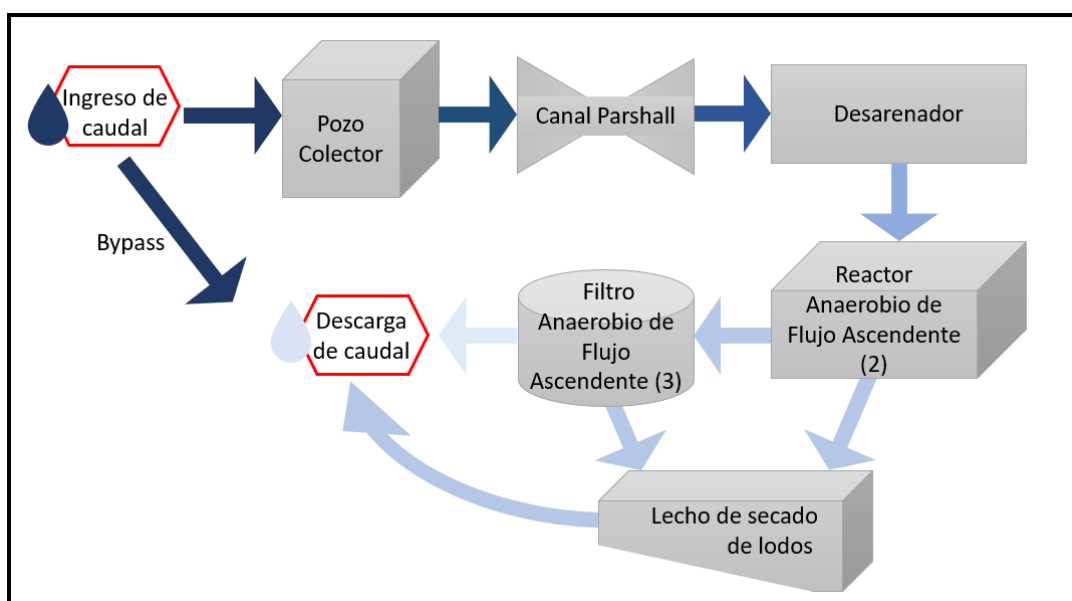 Ingreso de
caudal
Pozo
Colector
Canal Parshall
Desarenador
Bypass
Reactor
Anaerobio de
Flujo Ascendente
(2)
Filtro
Anaerobio de
Flujo
Ascendente (3)
Descarga
de caudal
Lecho de secado
de lodos